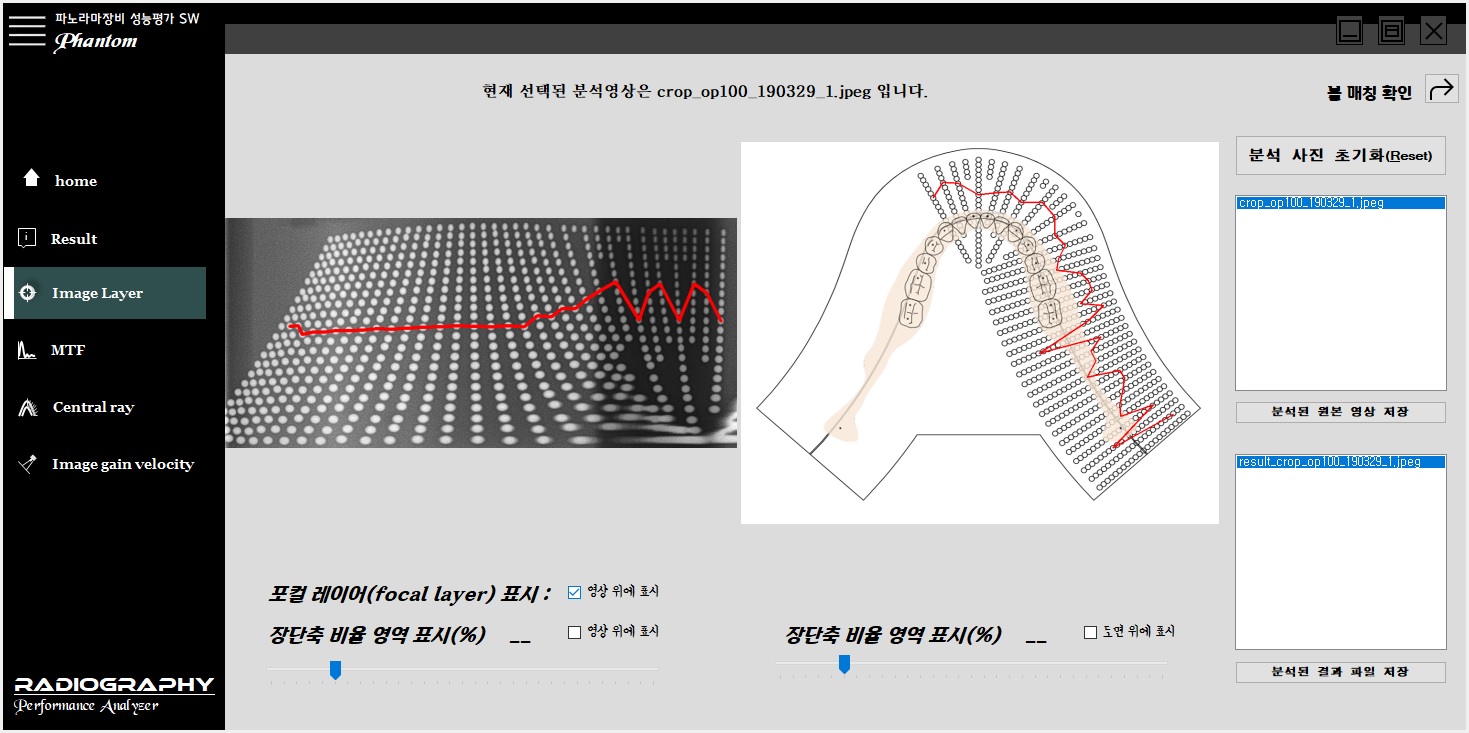 파노라마장비 성능평가 SW
Phantom
현재 선택된 분석영상은 crop_op100_190329_1.jpeg 입니다.
볼 매칭 확인
분석 사진 초기화(Reset)
home
Result
Image Layer
MTF
Central ray
Image gain velocity
crop_op100_190329_1.jpeg
분석된 원본 영상 저장
result_crop_op100_190329_1.jpeg
분석된 결과 파일 저장
포컬 레이어(focal layer) 표시 :
영상 위에 표시
장단축 비율 영역 표시(%) __
영상 위에 표시
장단축 비율 영역 표시(%) __
도면 위에 표시
RADIOGRAPHY
Performance Analyzer